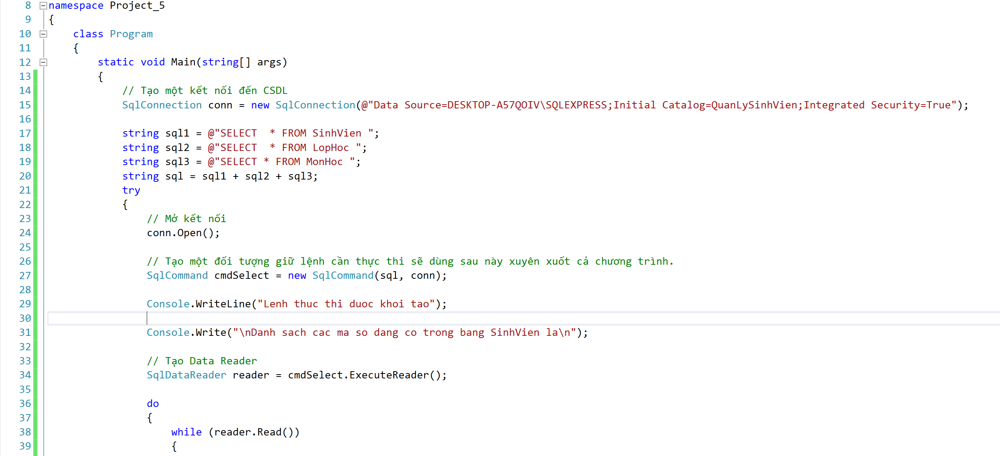 8 namespace Project_5
9 {
10 class Program
11 {
12 static void Main(string[] args)
13 {
14 // Tạo một kết nối đến CSDL
15 SqlConnection conn = new SqlConnection(@"Data Source=DESKTOP-A57QOIV\SQLEXPRESS;Initial Catalog=QuanLySinhVien;Integrated Security=True");
16
17 string sql1 = @"SELECT  * FROM SinhVien ";
18 string sql2 = @"SELECT  * FROM LopHoc ";
19 string sql3 = @"SELECT * FROM MonHoc ";
20 string sql = sql1 + sql2 + sql3;
21 try
22 {
23 // Mở kết nối
24 conn.Open();
25
26 // Tạo một đối tượng giữ lệnh cần thực thi sẽ dùng sau này xuyên xuốt cả chương trình.
27 SqlCommand cmdSelect = new SqlCommand(sql, conn);
28
29 Console.WriteLine("Lenh thuc thi duoc khoi tao");
30
31 Console.Write("\nDanh sach cac ma so dang co trong bang SinhVien la\n");
32
33 // Tạo Data Reader
34 SqlDataReader reader = cmdSelect.ExecuteReader();
35
36 do
37 {
38 while (reader.Read())
39 {